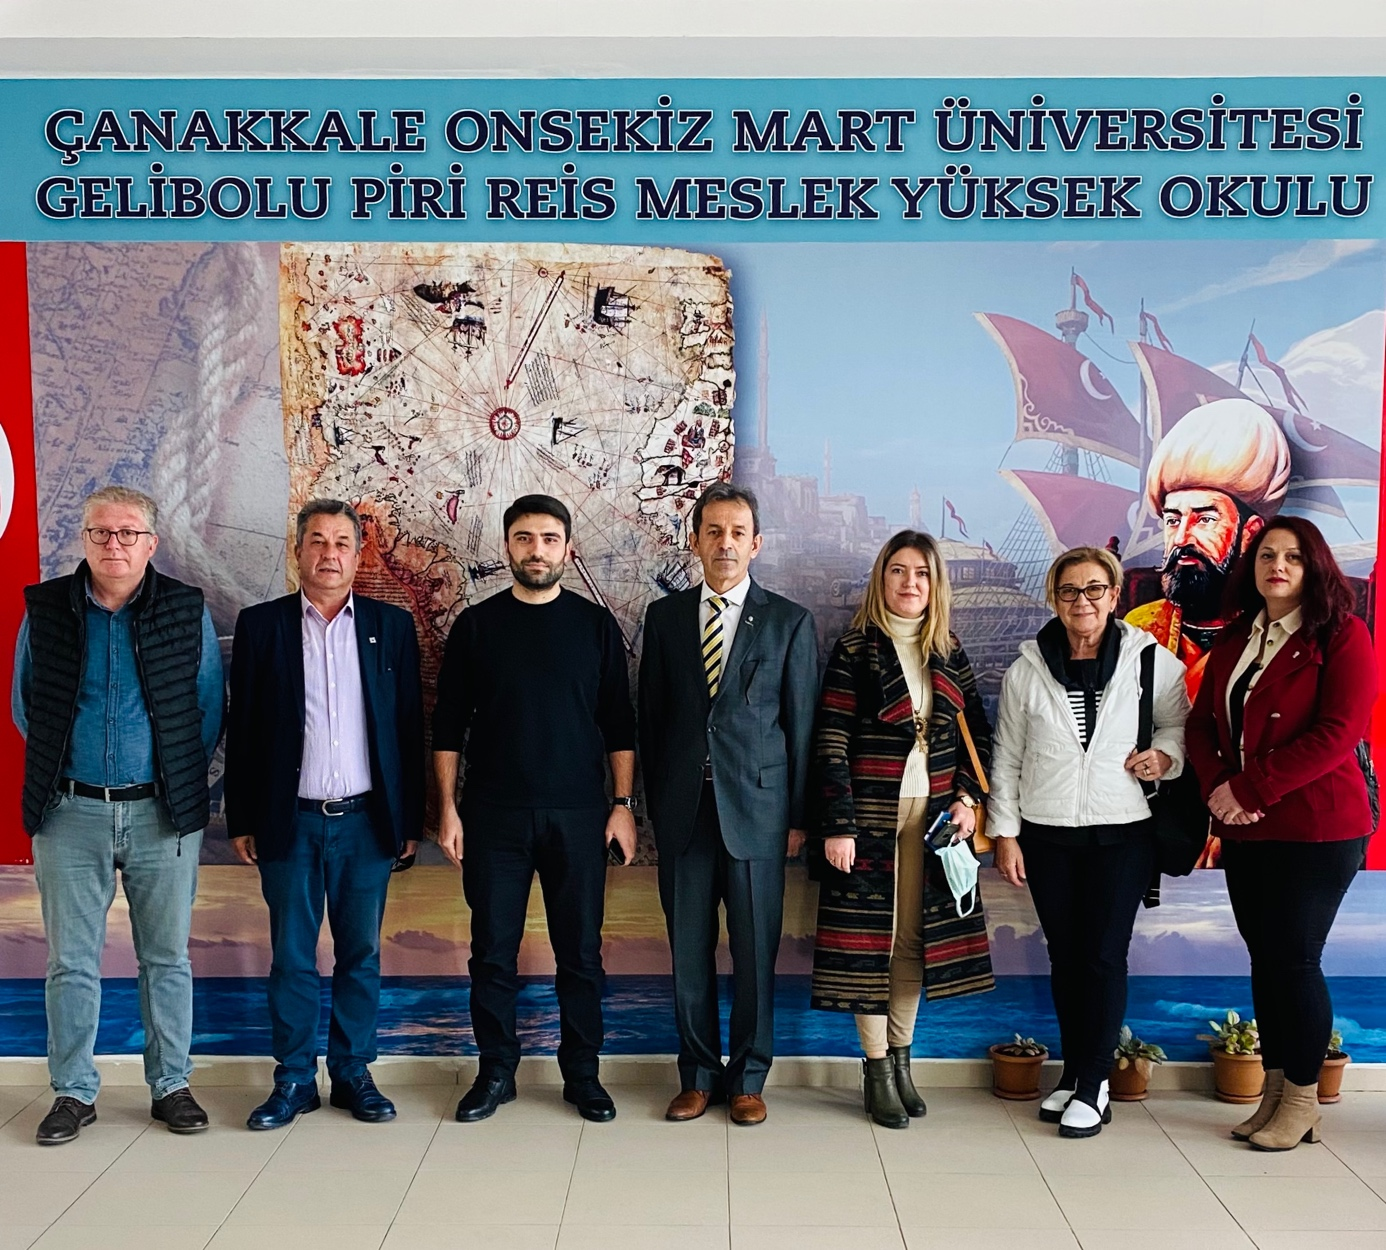 ÇANAKKALE ONSEKİZ MART ÜNİVERSİTESİ
GELİBOLU PİRİ REİS MESLEK YÜKSEK OKULU